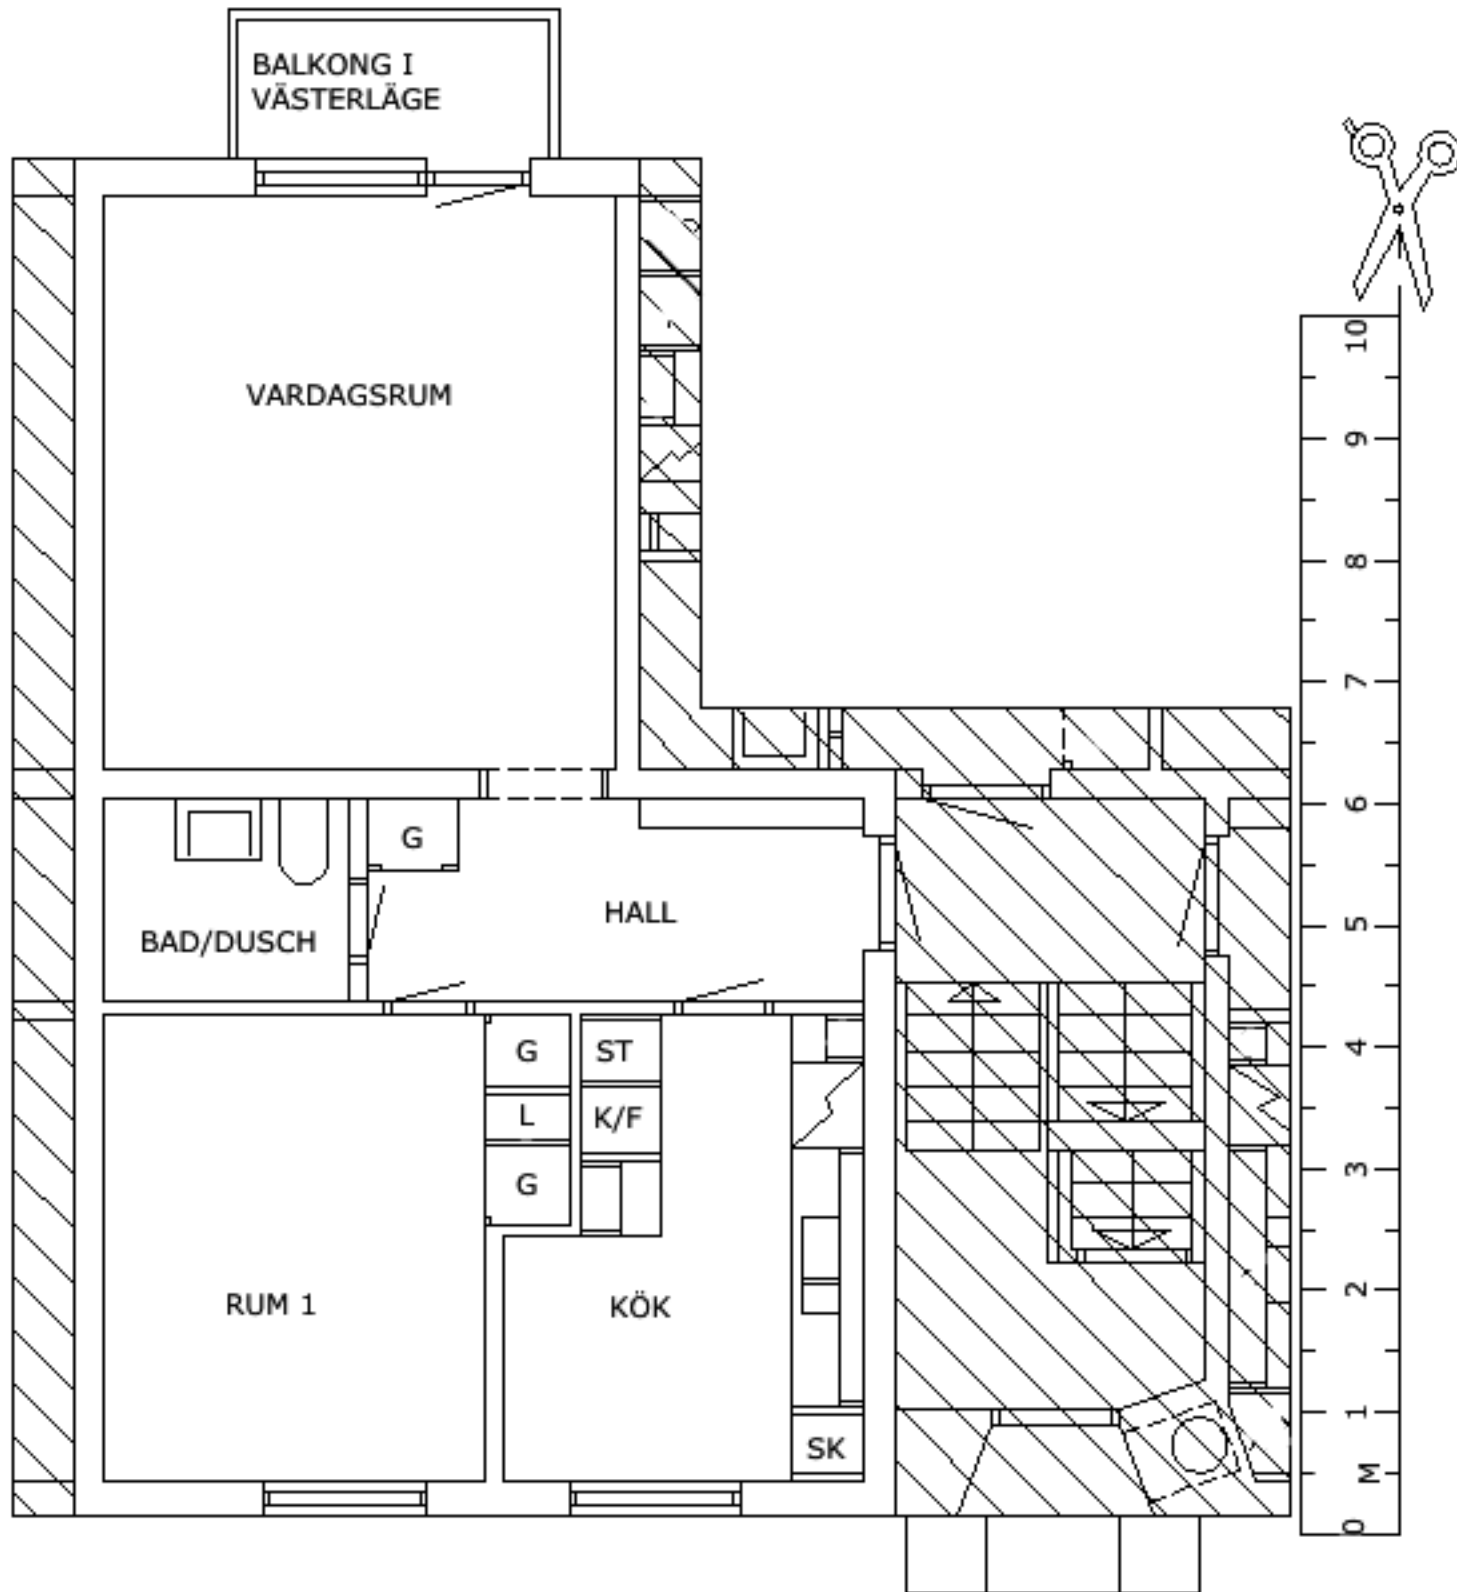 BALKONG I
VÄSTERLÄGE
VARDAGSRUM
G
HALL
BAD/DUSCH
G
ST
L
K/F
G
RUM 1
KÖK
SK
10
9
8
7
6
5
4
3
2
1
M
0